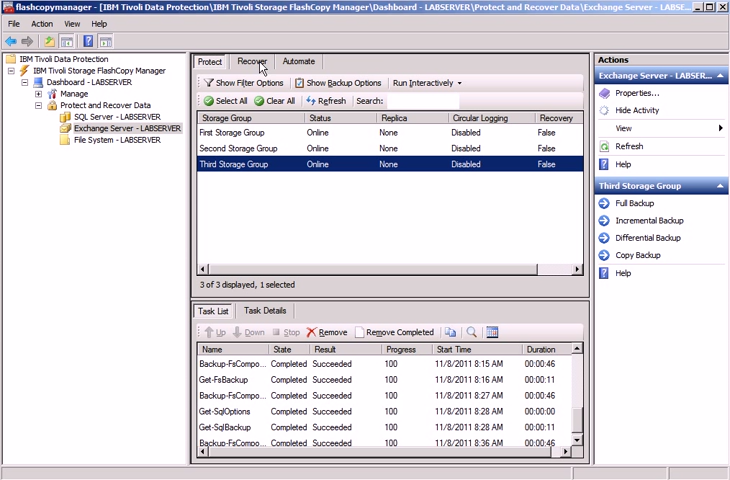 flashcopymanager - [IBM Tivoli Data Protection\IBM Tivoli Storage FlashCopy Manager\Dashboard - LABSERVER\Protect and Recover Data\Exchange Server - LABSE...
File Action View Help
IBM Tivoli Data Protection
IBM Tivoli Storage FlashCopy Manager
Dashboard - LABSERVER
Manage
Protect and Recover Data
SQL Server - LABSERVER
Exchange Server - LABSERVER
File System - LABSERVER
Protect Recover Automate
Show Filter Options Show Backup Options Run Interactively
Select All Clear All Refresh Search:
Storage Group Status Replica Circular Logging Recovery
First Storage Group Online None Disabled False
Second Storage Group Online None Disabled False
Third Storage Group Online None Disabled False
3 of 3 displayed, 1 selected
Task List Task Details
Up Down Stop Remove Remove Completed
Name State Result Progress Start Time Duration
Backup-FsCompo... Completed Succeeded 100 11/8/2011 8:15 AM 00:00:46
Get-FsBackup Completed Succeeded 100 11/8/2011 8:16 AM 00:00:11
Backup-FsCompo... Completed Succeeded 100 11/8/2011 8:27 AM 00:00:46
Get-SqlOptions Completed Succeeded 100 11/8/2011 8:28 AM 00:00:00
Get-SqlBackup Completed Succeeded 100 11/8/2011 8:28 AM 00:00:11
Backup-FsCompo... Completed Succeeded 100 11/8/2011 8:36 AM 00:00:46
Actions
Exchange Server - LABSER...
Properties...
Hide Activity
View
Refresh
Help
Third Storage Group
Full Backup
Incremental Backup
Differential Backup
Copy Backup
Help